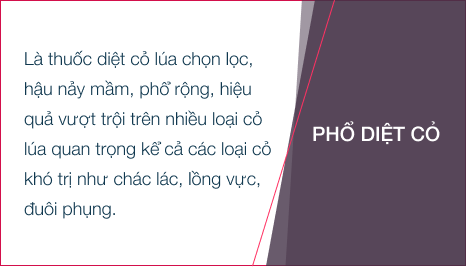 Là thuốc diệt cỏ lúa chọn lọc,
hậu nảy mầm, phổ rộng, hiệu
quả vượt trội trên nhiều loại cỏ
lúa quan trọng kể cả các loại cỏ
khó trị như chác lác, lồng vực,
đuôi phụng.
PHỔ DIỆT CỎ